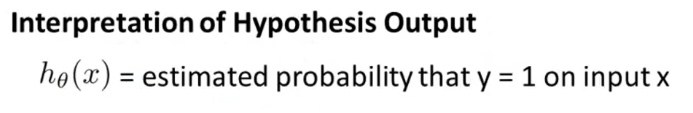 Interpretation of Hypothesis Output
hθ(x) = estimated probability that y = 1 on input x